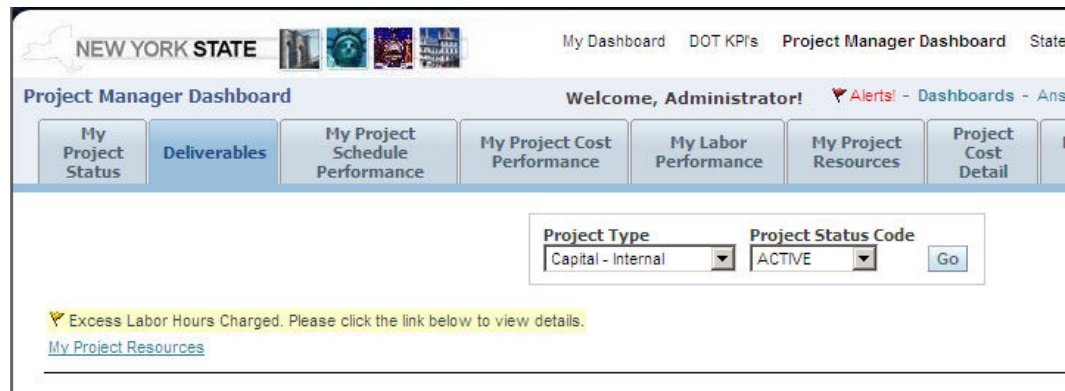 NEW YORK STATE
My Dashboard DOT KPI's Project Manager Dashboard State
Project Manager Dashboard
Welcome, Administrator! Alerts! - Dashboards - Ans
My Project Status
Deliverables
My Project Schedule Performance
My Project Cost Performance
My Labor Performance
My Project Resources
Project Cost Detail
Project Type
Capital - Internal
Project Status Code
ACTIVE
Go
Excess Labor Hours Charged. Please click the link below to view details.
My Project Resources